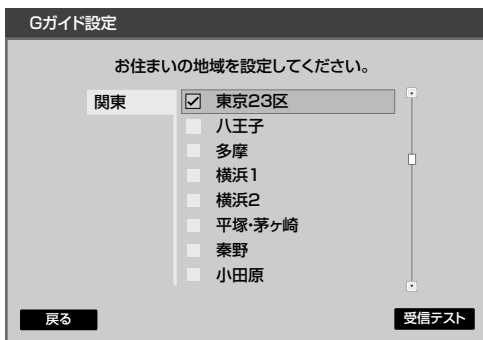 Gガイド設定
お住まいの地域を設定してください。
関東
東京23区
八王子
多摩
横浜1
横浜2
平塚・茅ヶ崎
秦野
小田原
戻る
受信テスト